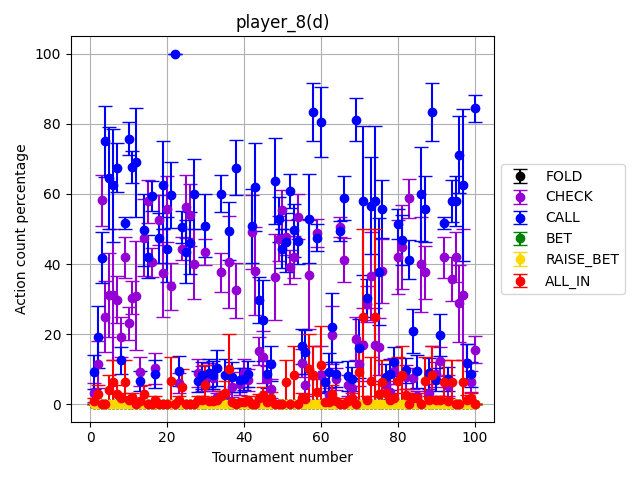 player_8(d)
100
80
60
40
20
0
Action count percentage
0
20
40
60
80
100
Tournament number
FOLD
CHECK
CALL
BET
RAISE_BET
ALL_IN